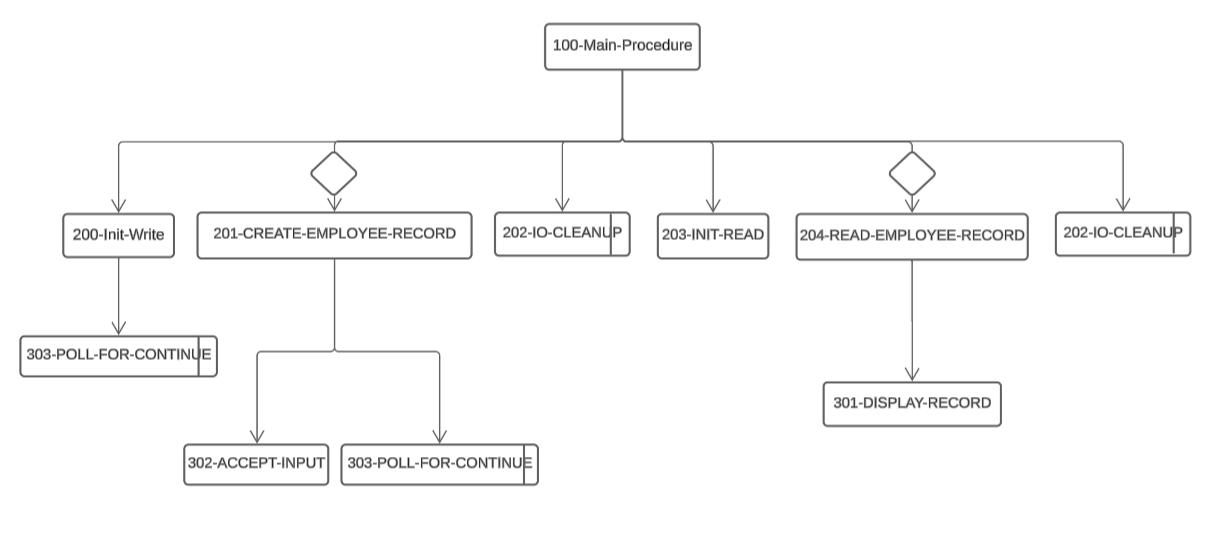 100-Main-Procedure
200-Init-Write
201-CREATE-EMPLOYEE-RECORD
202-IO-CLEANUP
203-INIT-READ
204-READ-EMPLOYEE-RECORD
202-IO-CLEANUP
303-POLL-FOR-CONTINUE
301-DISPLAY-RECORD
302-ACCEPT-INPUT
303-POLL-FOR-CONTINUE